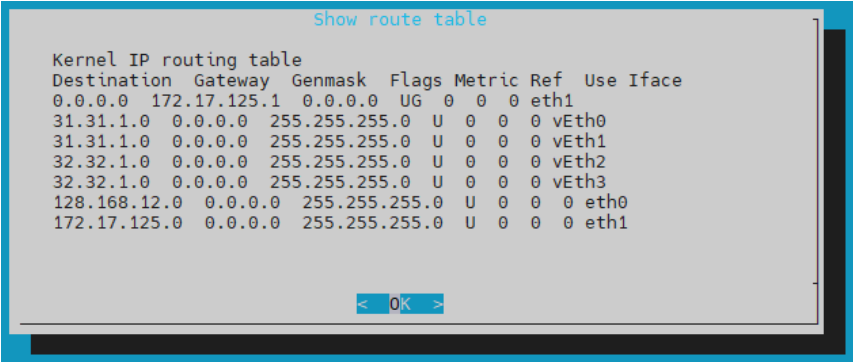 Show route table
Kernel IP routing table
Destination  Gateway  Genmask  Flags Metric Ref  Use Iface
0.0.0.0  172.17.125.1  0.0.0.0  UG  0  0  0 eth1
31.31.1.0  0.0.0.0  255.255.255.0  U  0  0  0 vEth0
31.31.1.0  0.0.0.0  255.255.255.0  U  0  0  0 vEth1
32.32.1.0  0.0.0.0  255.255.255.0  U  0  0  0 vEth2
32.32.1.0  0.0.0.0  255.255.255.0  U  0  0  0 vEth3
128.168.12.0  0.0.0.0  255.255.255.0  U  0  0  0 eth0
172.17.125.0  0.0.0.0  255.255.255.0  U  0  0  0 eth1
<  OK  >